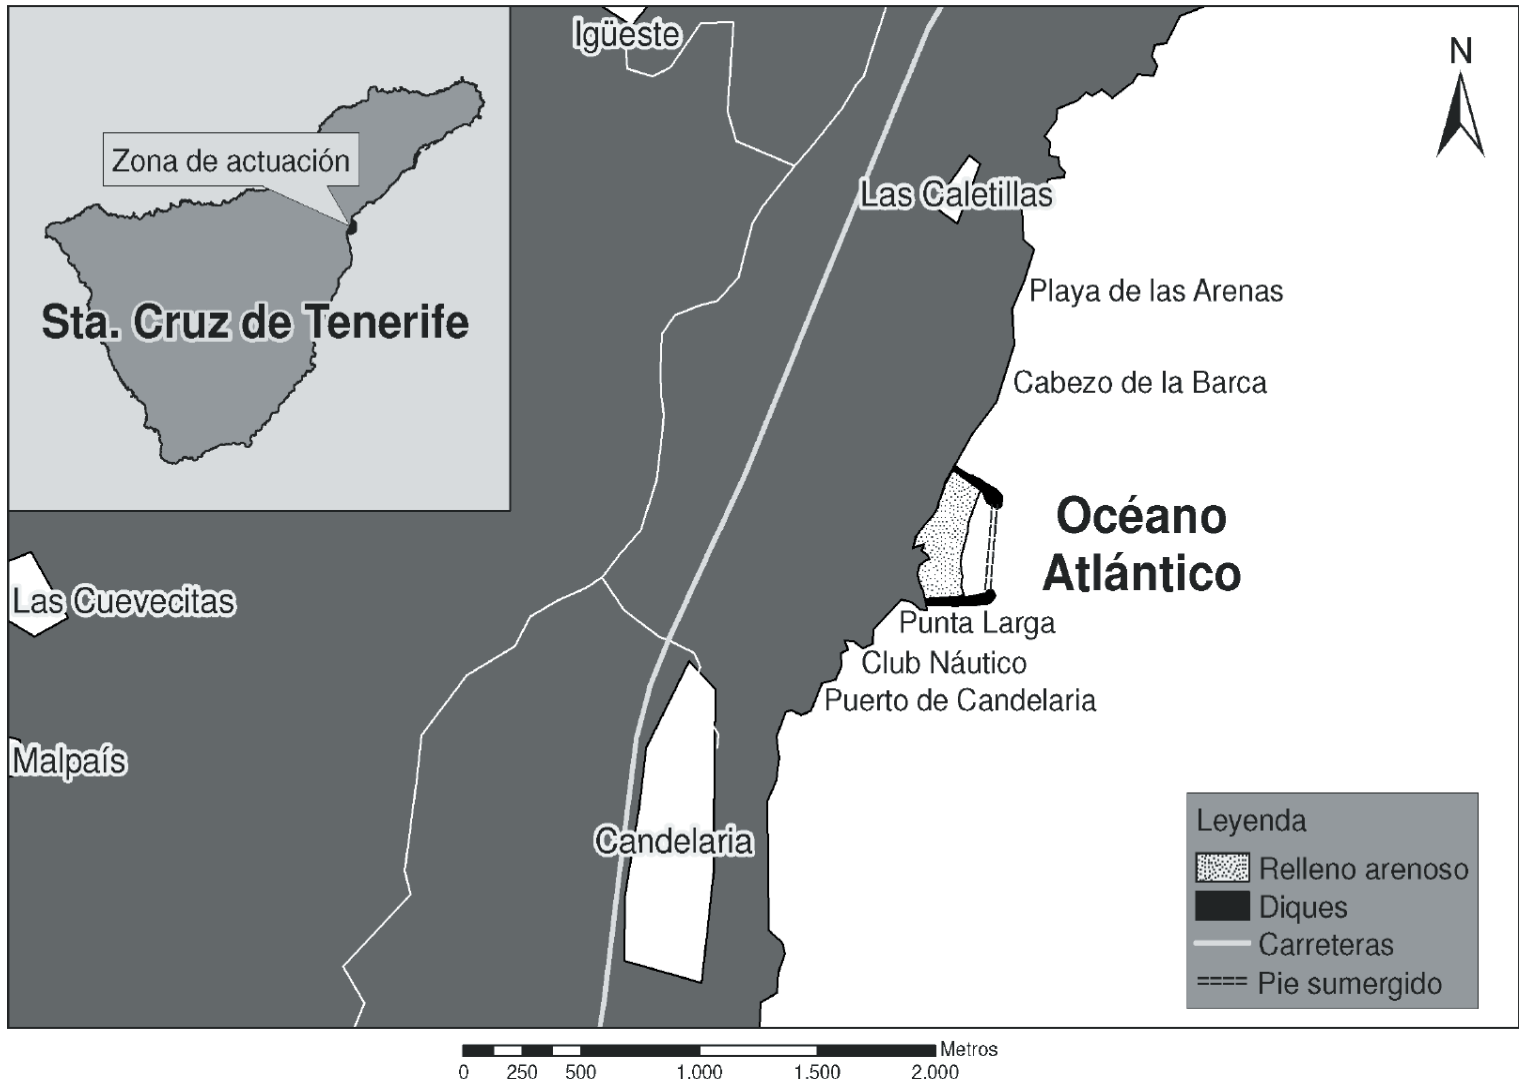 Igüeste
N
Zona de actuación
Las Caletillas
Playa de las Arenas
Sta. Cruz de Tenerife
Cabezo de la Barca
Océano
Atlántico
Las Cuevecitas
Punta Larga
Club Náutico
Puerto de Candelaria
Malpaís
Candelaria
Leyenda
Relleno arenoso
Diques
Carreteras
Pie sumergido
Metros
0 250 500 1.000 1.500 2.000